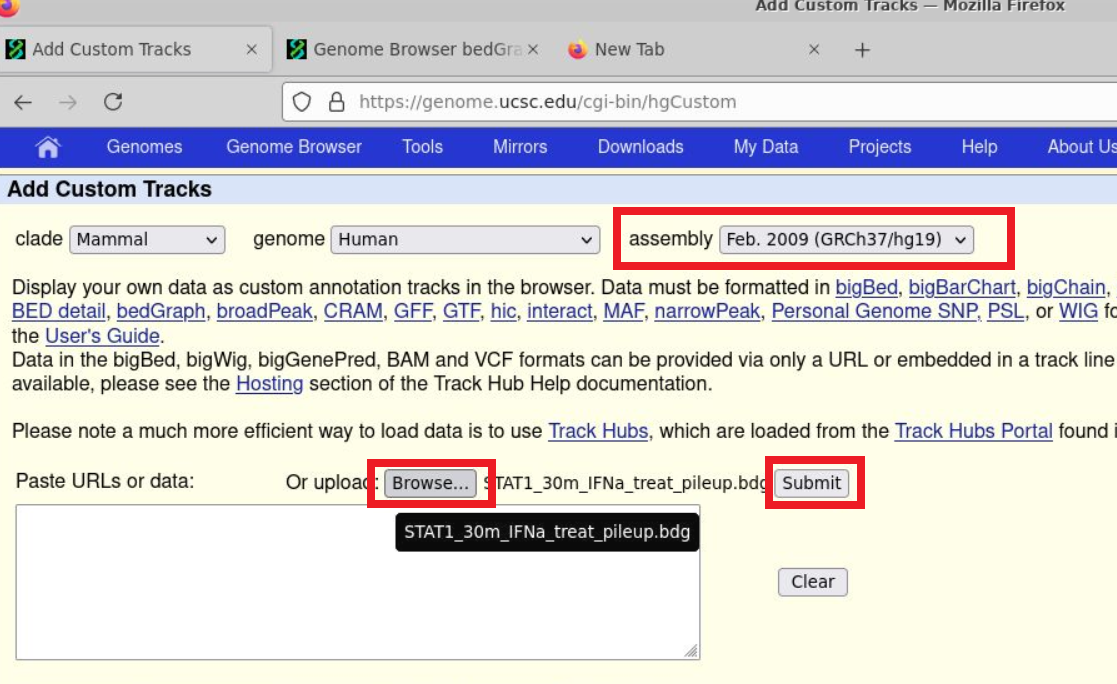 Add Custom Tracks — Mozilla Firefox
Add Custom Tracks × Genome Browser bedGra × New Tab × +
https://genome.ucsc.edu/cgi-bin/hgCustom
Genomes Genome Browser Tools Mirrors Downloads My Data Projects Help About Us
Add Custom Tracks
clade Mammal genome Human assembly Feb. 2009 (GRCh37/hg19)
Display your own data as custom annotation tracks in the browser. Data must be formatted in bigBed, bigBarChart, bigChain,
BED detail, bedGraph, broadPeak, CRAM, GFF, GTF, hic, interact, MAF, narrowPeak, Personal Genome SNP, PSL, or WIG fo
the User's Guide.
Data in the bigBed, bigWig, bigGenePred, BAM and VCF formats can be provided via only a URL or embedded in a track line
available, please see the Hosting section of the Track Hub Help documentation.
Please note a much more efficient way to load data is to use Track Hubs, which are loaded from the Track Hubs Portal found i
Paste URLs or data: Or upload: Browse... STAT1_30m_IFNa_treat_pileup.bdg Submit
STAT1_30m_IFNa_treat_pileup.bdg
Clear